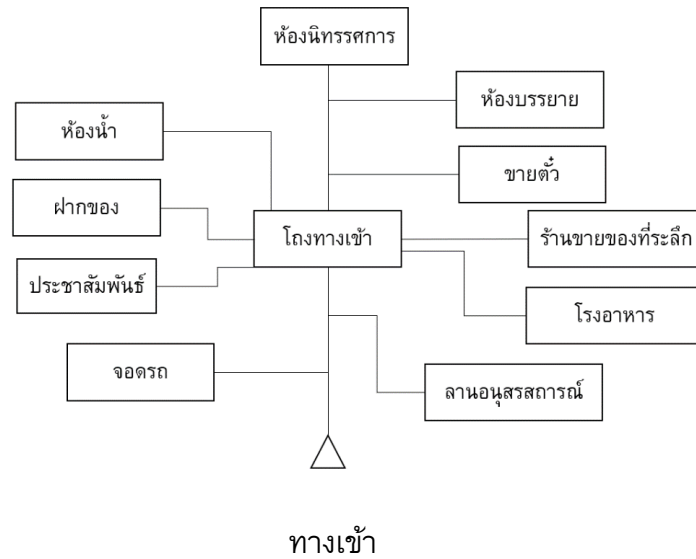 ห้องนิทรรศการ
ห้องบรรยาย
ห้องน้ำ
ขายตั๋ว
ฝากของ
โถงทางเข้า
ร้านขายของที่ระลึก
ประชาสัมพันธ์
โรงอาหาร
จอดรถ
ลานอนุสรสถารณ์
ทางเข้า